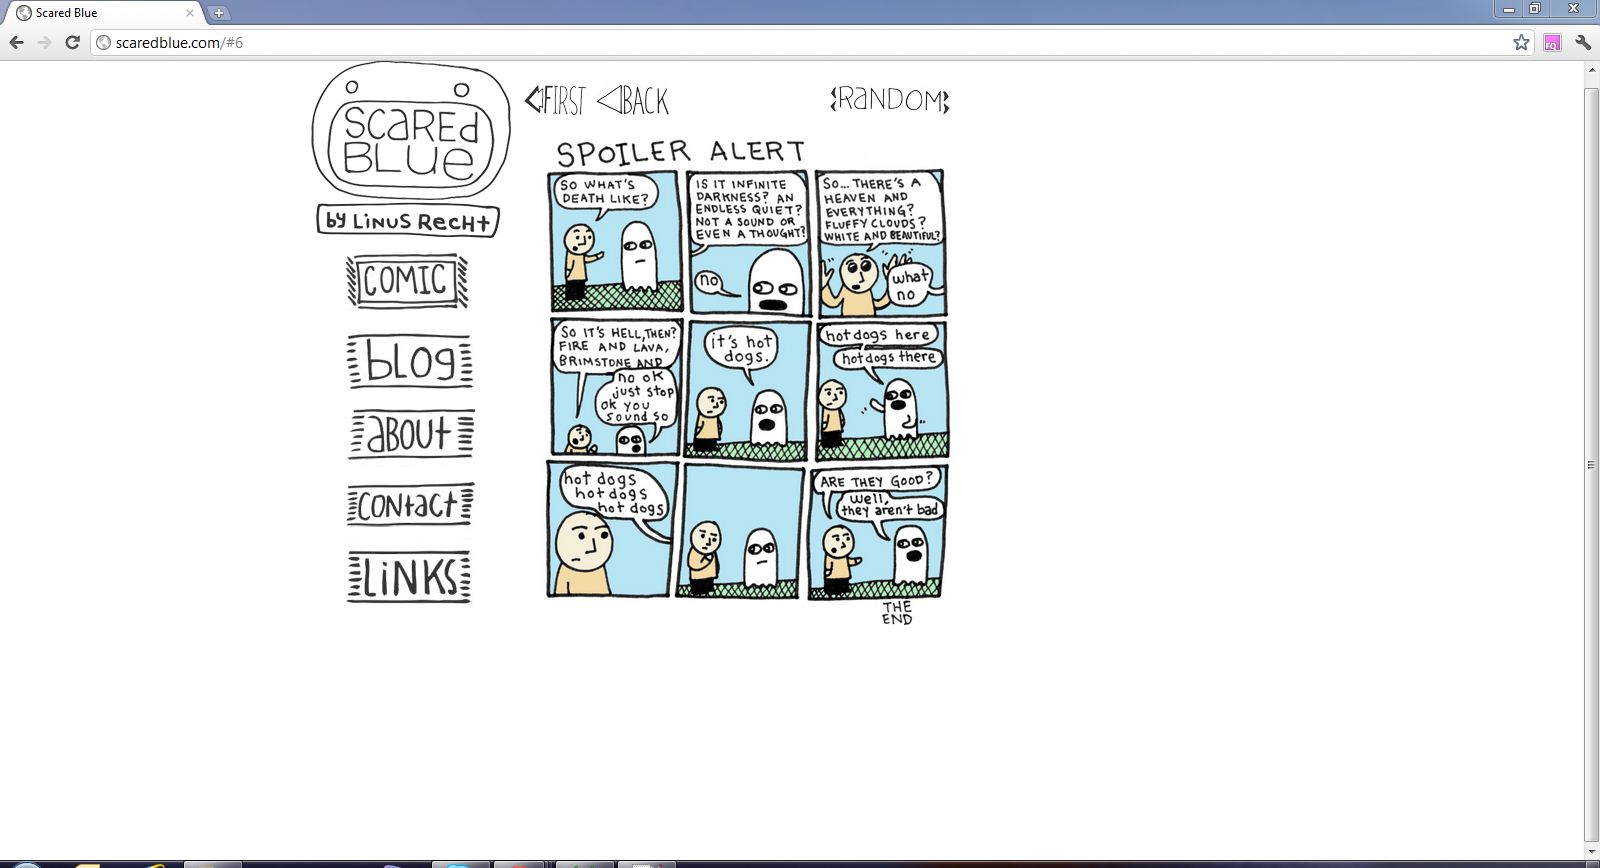 Scared Blue
scaredblue.com/#6
FQ
SCARED
BLUE
by LINUS RECHT
COMIC
bLOG
ABOUT
CONTACT
LINKS
FIRST
BACK
RANDOM
SPOILER ALERT
SO WHAT'S
DEATH LIKE?
IS IT INFINITE
DARKNESS? AN
ENDLESS QUIET?
NOT A SOUND OR
EVEN A THOUGHT?
no
SO... THERE'S A
HEAVEN AND
EVERYTHING?
FLUFFY CLOUDS?
WHITE AND BEAUTIFUL?
what
no
SO IT'S HELL, THEN?
FIRE AND LAVA,
BRIMSTONE AND
no ok
just stop
ok you
sound so
it's hot
dogs.
hot dogs here
hot dogs there
hot dogs
hot dogs
hot dogs
ARE THEY GOOD?
well,
they aren't bad
THE
END